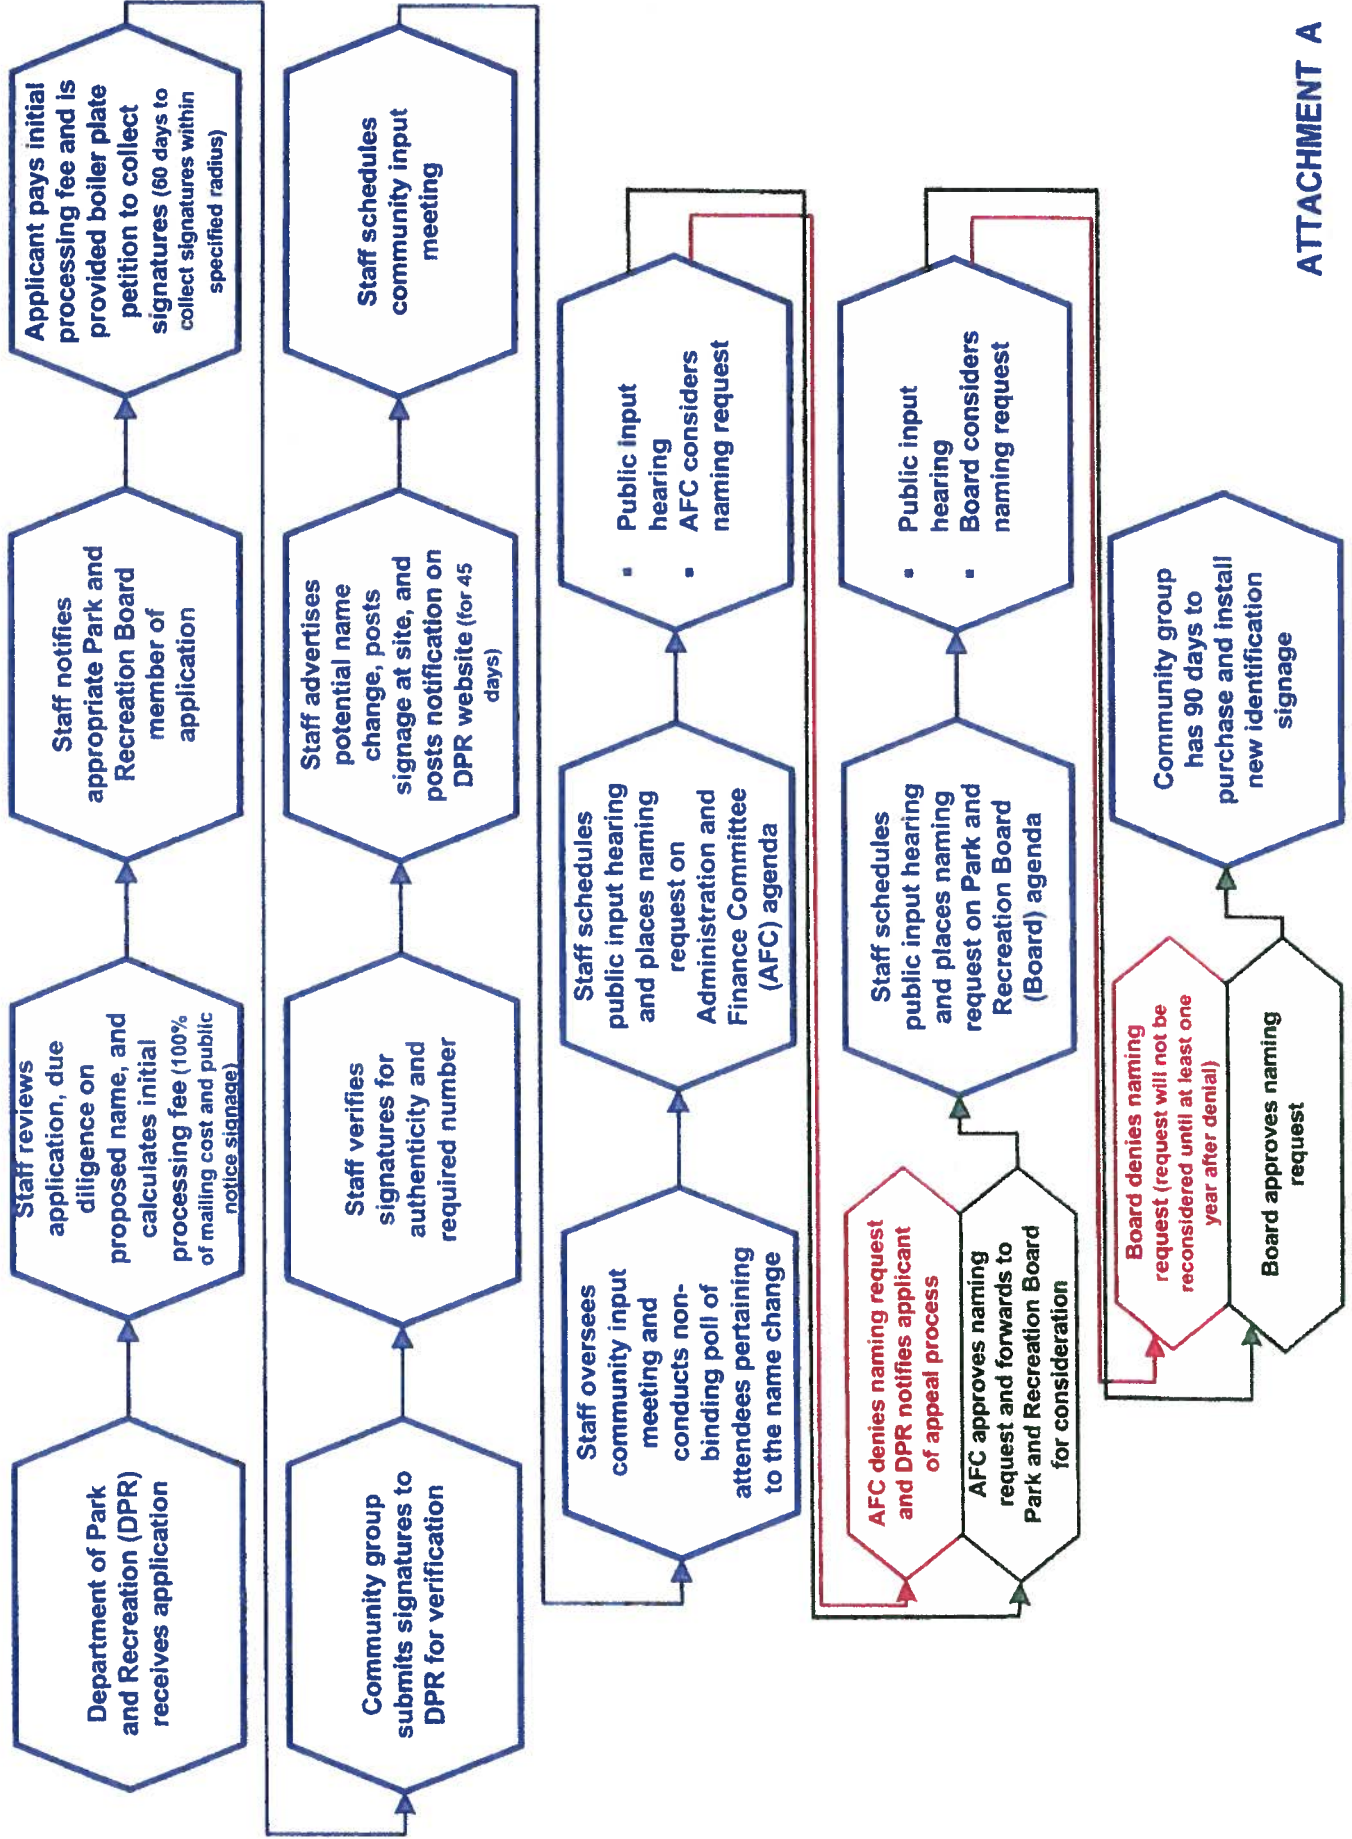 Department of Park
and Recreation (DPR)
receives application
Staff reviews
application, due
diligence on
proposed name, and
calculates initial
processing fee (100%
of mailing cost and public
notice signage)
Staff notifies
appropriate Park and
Recreation Board
member of
application
Applicant pays initial
processing fee and is
provided boiler plate
petition to collect
signatures (60 days to
collect signatures within
specified radius)
Community group
submits signatures to
DPR for verification
Staff verifies
signatures for
authenticity and
required number
Staff advertises
potential name
change, posts
signage at site, and
posts notification on
DPR website (for 45
days)
Staff schedules
community input
meeting
Staff oversees
community input
meeting and
conducts non-
binding poll of
attendees pertaining
to the name change
Staff schedules
public input hearing
and places naming
request on
Administration and
Finance Committee
(AFC) agenda
▪ Public input
hearing
▪ AFC considers
naming request
AFC denies naming request
and DPR notifies applicant
of appeal process
AFC approves naming
request and forwards to
Park and Recreation Board
for consideration
Staff schedules
public input hearing
and places naming
request on Park and
Recreation Board
(Board) agenda
▪ Public input
hearing
▪ Board considers
naming request
Board denies naming
request (request will not be
reconsidered until at least one
year after denial)
Board approves naming
request
Community group
has 90 days to
purchase and install
new identification
signage
ATTACHMENT A